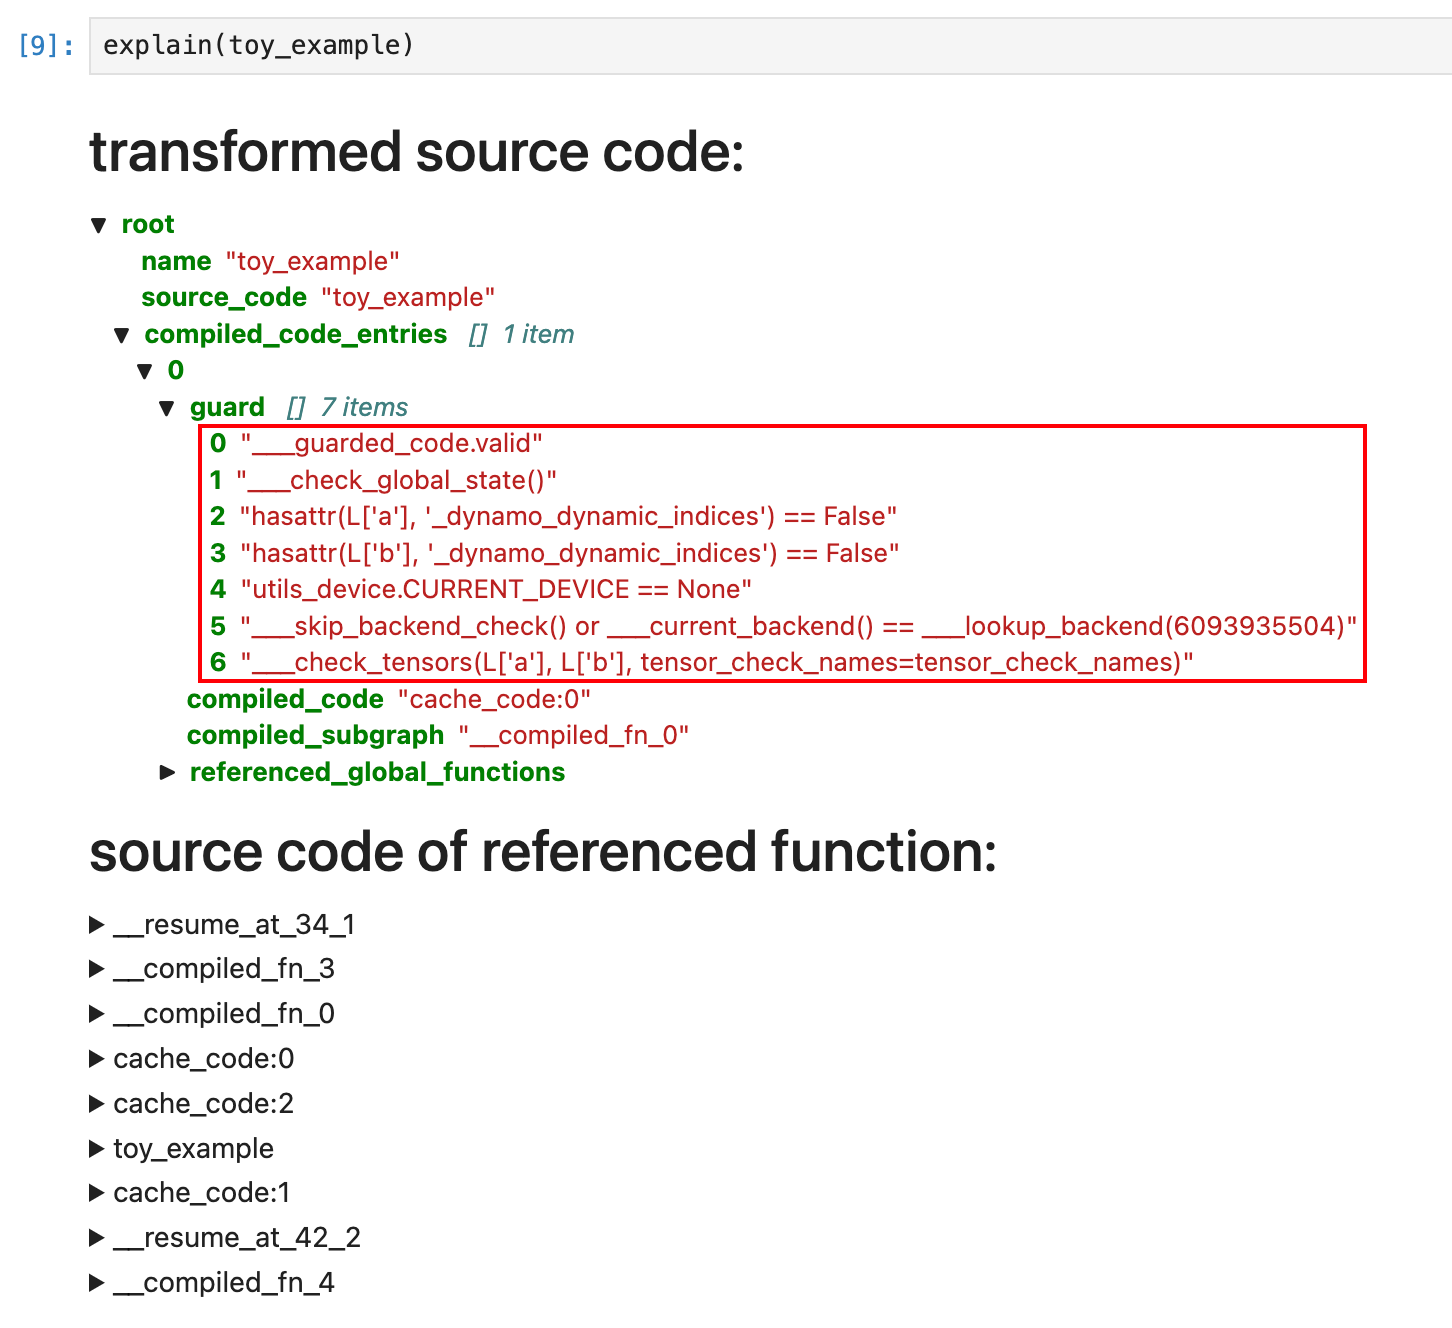 [9]: explain(toy_example)
transformed source code:
▼ root
name "toy_example"
source_code "toy_example"
▼ compiled_code_entries [] 1 item
▼ 0
▼ guard [] 7 items
0 "___guarded_code.valid"
1 "___check_global_state()"
2 "hasattr(L['a'], '_dynamo_dynamic_indices') == False"
3 "hasattr(L['b'], '_dynamo_dynamic_indices') == False"
4 "utils_device.CURRENT_DEVICE == None"
5 "___skip_backend_check() or ___current_backend() == ___lookup_backend(6093935504)"
6 "___check_tensors(L['a'], L['b'], tensor_check_names=tensor_check_names)"
compiled_code "cache_code:0"
compiled_subgraph "__compiled_fn_0"
▶ referenced_global_functions
source code of referenced function:
▶ __resume_at_34_1
▶ __compiled_fn_3
▶ __compiled_fn_0
▶ cache_code:0
▶ cache_code:2
▶ toy_example
▶ cache_code:1
▶ __resume_at_42_2
▶ __compiled_fn_4